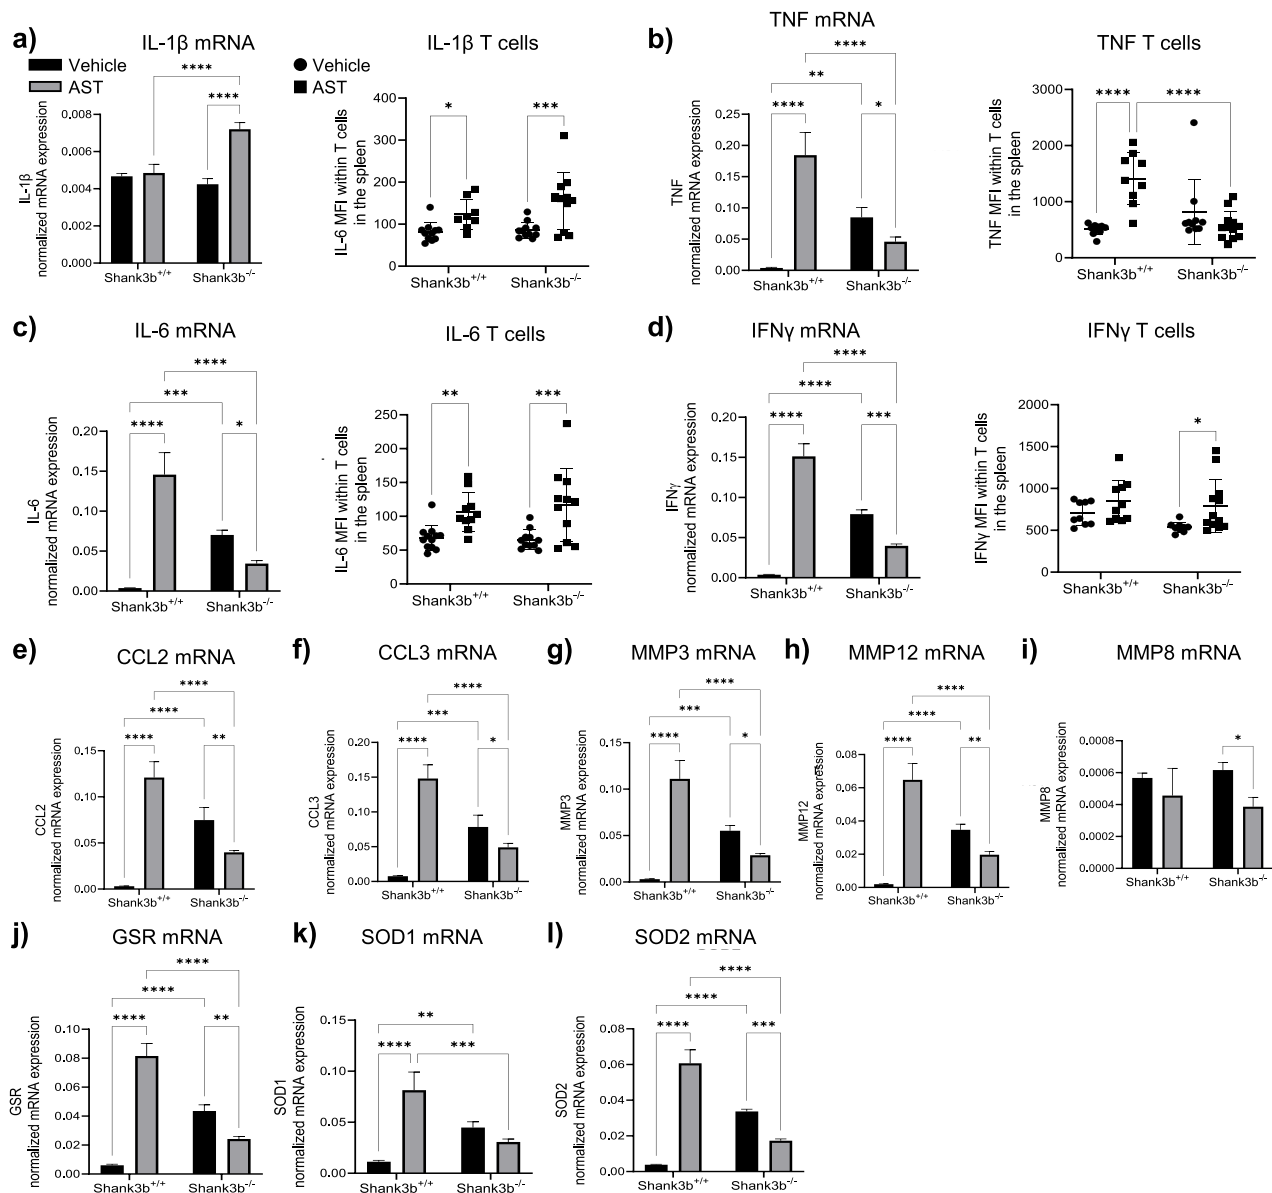 a)
IL-1β mRNA
Vehicle
AST
****
****
IL-1β
normalized mRNA expression
0.008
0.006
0.004
0.002
0.000
Shank3b+/+
Shank3b-/-
IL-1β T cells
Vehicle
AST
*
***
IL-6 MFI within T cells
in the spleen
400
300
200
100
0
Shank3b+/+
Shank3b-/-
b)
TNF mRNA
****
**
****
*
TNF
normalized mRNA expression
0.25
0.20
0.15
0.10
0.05
0.00
Shank3b+/+
Shank3b-/-
TNF T cells
****
****
TNF MFI within T cells
in the spleen
3000
2000
1000
0
Shank3b+/+
Shank3b-/-
c)
IL-6 mRNA
****
***
****
*
IL-6
normalized mRNA expression
0.20
0.15
0.10
0.05
0.00
Shank3b+/+
Shank3b-/-
IL-6 T cells
**
***
IL-6 MFI within T cells
in the spleen
250
200
150
100
50
0
Shank3b+/+
Shank3b-/-
d)
IFNγ mRNA
****
****
****
***
IFNγ
normalized mRNA expression
0.20
0.15
0.10
0.05
0.00
Shank3b+/+
Shank3b-/-
IFNγ T cells
*
IFNγ MFI within T cells
in the spleen
2000
1500
1000
500
0
Shank3b+/+
Shank3b-/-
e)
CCL2 mRNA
****
****
****
**
CCL2
normalized mRNA expression
0.15
0.10
0.05
0.00
Shank3b+/+
Shank3b-/-
f)
CCL3 mRNA
****
***
****
*
CCL3
normalized mRNA expression
0.20
0.15
0.10
0.05
0.00
Shank3b+/+
Shank3b-/-
g)
MMP3 mRNA
****
***
****
*
MMP3
normalized mRNA expression
0.15
0.10
0.05
0.00
Shank3b+/+
Shank3b-/-
h)
MMP12 mRNA
****
****
****
**
MMP12
normalized mRNA expression
0.08
0.06
0.04
0.02
0.00
Shank3b+/+
Shank3b-/-
i)
MMP8 mRNA
*
MMP8
normalized mRNA expression
0.0008
0.0006
0.0004
0.0002
0.0000
Shank3b+/+
Shank3b-/-
j)
GSR mRNA
****
****
****
**
GSR
normalized mRNA expression
0.10
0.08
0.06
0.04
0.02
0.00
Shank3b+/+
Shank3b-/-
k)
SOD1 mRNA
**
****
***
SOD1
normalized mRNA expression
0.15
0.10
0.05
0.00
Shank3b+/+
Shank3b-/-
l)
SOD2 mRNA
****
****
****
***
SOD2
normalized mRNA expression
0.08
0.06
0.04
0.02
0.00
Shank3b+/+
Shank3b-/-